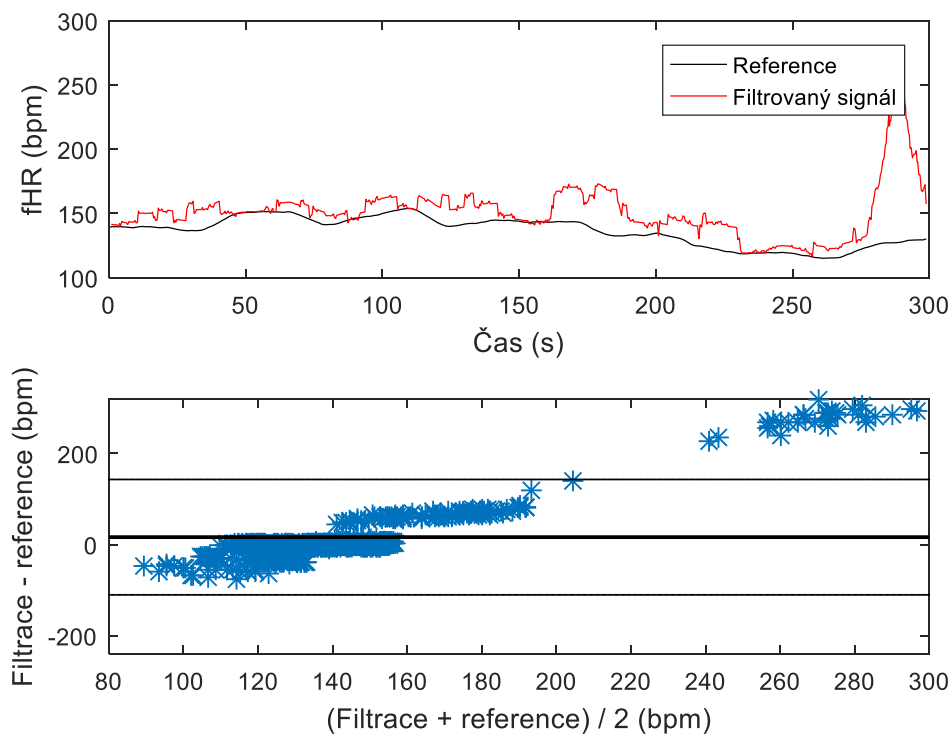 300
250
200
150
100
fHR (bpm)
Reference
Filtrovaný signál
0 50 100 150 200 250 300
Čas (s)
200
0
-200
Filtrace - reference (bpm)
80 100 120 140 160 180 200 220 240 260 280 300
(Filtrace + reference) / 2 (bpm)